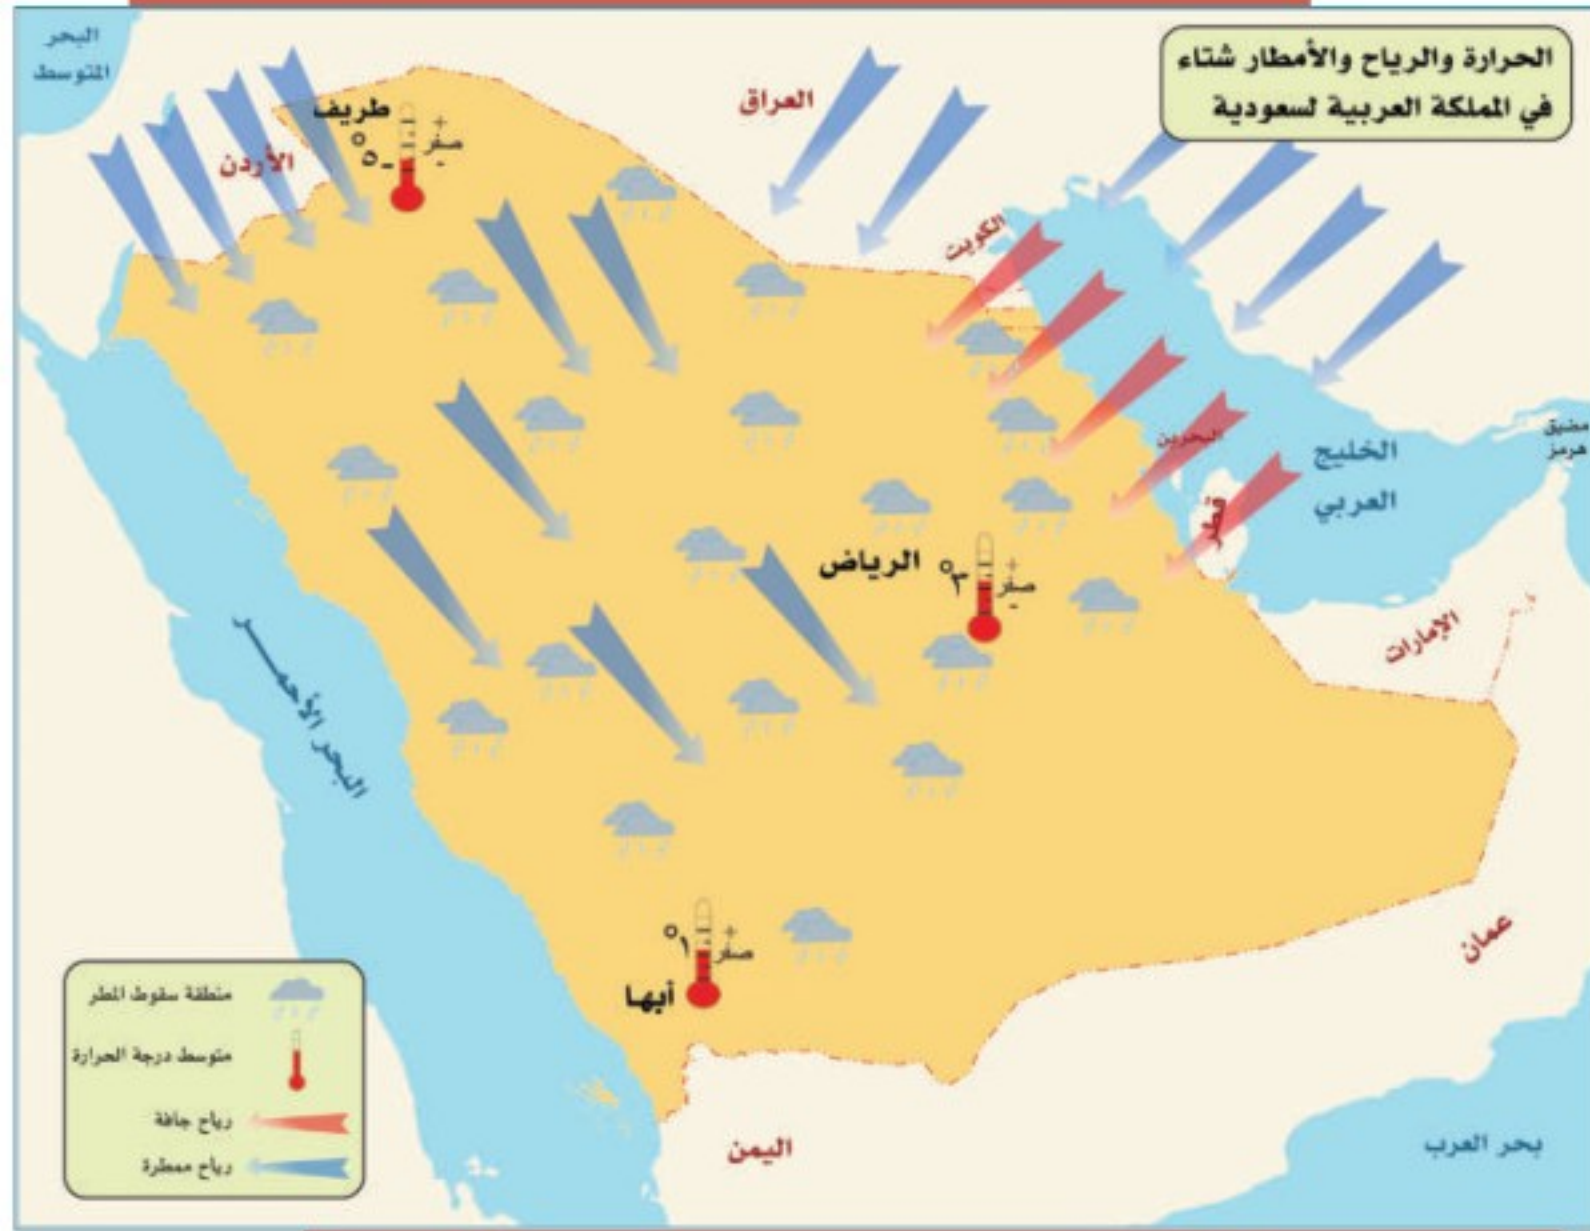 الحرارة والرياح والأمطار شتاء
في المملكة العربية لسعودية
البحر
المتوسط
العراق
طريف
+
صفر
-
-٥°
الأردن
الكويت
البحرين
الخليج
العربي
مضيق
هرمز
قطر
الرياض
٣°
+
صفر
-
الإمارات
البحر الأحمـــــر
عمان
١°
+
صفر
أبها
اليمن
بحر العرب
منطقة سقوط المطر
متوسط درجة الحرارة
رياح جافة
رياح ممطرة